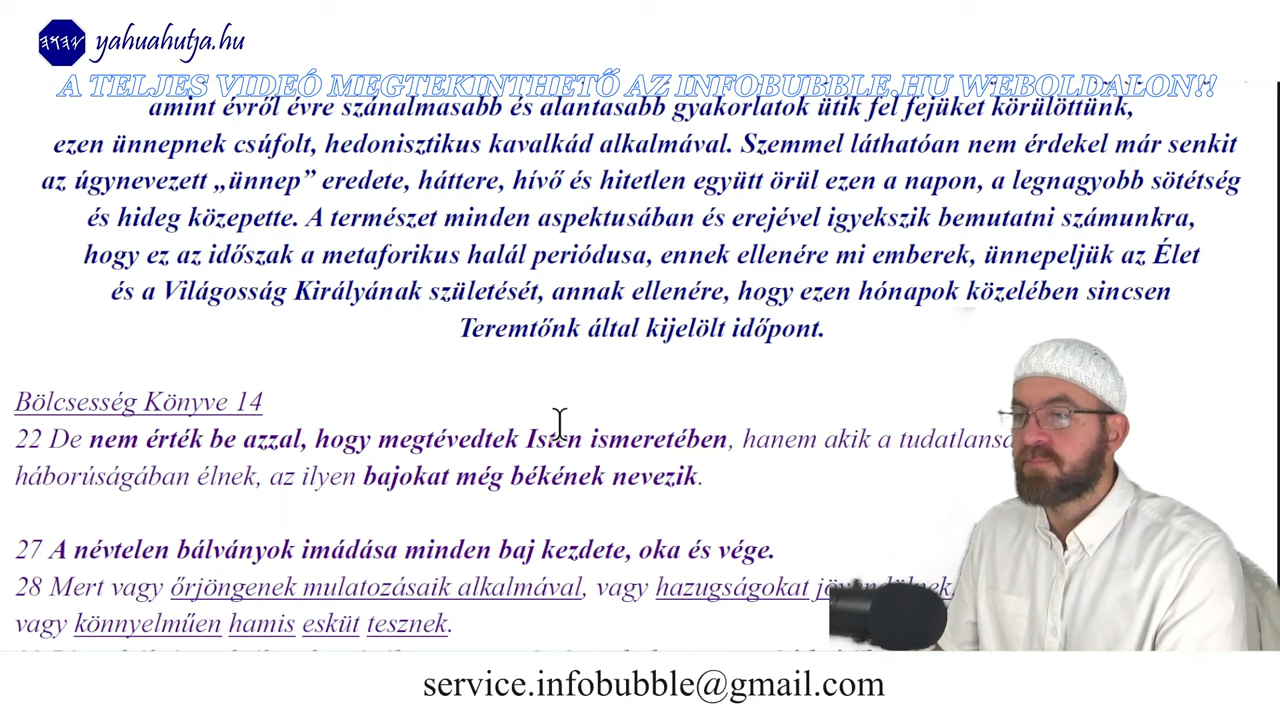 yahuahutja.hu
A TELJES VIDEÓ MEGTEKINTHETŐ AZ INFOBUBBLE.HU WEBOLDALON!!
amint évről évre szánalmasabb és alantasabb gyakorlatok ütik fel fejüket körülöttünk,
ezen ünnepnek csúfolt, hedonisztikus kavalkád alkalmával. Szemmel láthatóan nem érdekel már senkit
az úgynevezett „ünnep” eredete, háttere, hívő és hitetlen együtt örül ezen a napon, a legnagyobb sötétség
és hideg közepette. A természet minden aspektusában és erejével igyekszik bemutatni számunkra,
hogy ez az időszak a metaforikus halál periódusa, ennek ellenére mi emberek, ünnepeljük az Élet
és a Világosság Királyának születését, annak ellenére, hogy ezen hónapok közelében sincsen
Teremtőnk által kijelölt időpont.
Bölcsesség Könyve 14
22 De nem érték be azzal, hogy megtévedtek Isten ismeretében, hanem akik a
háborúságában élnek, az ilyen bajokat még békének nevezik.
27 A névtelen bálványok imádása minden baj kezdete, oka és vége.
28 Mert vagy őrjöngenek mulatozásaik alkalmával, vagy hazugságokat
vagy könnyelműen hamis esküt tesznek.
service.infobubble@gmail.com